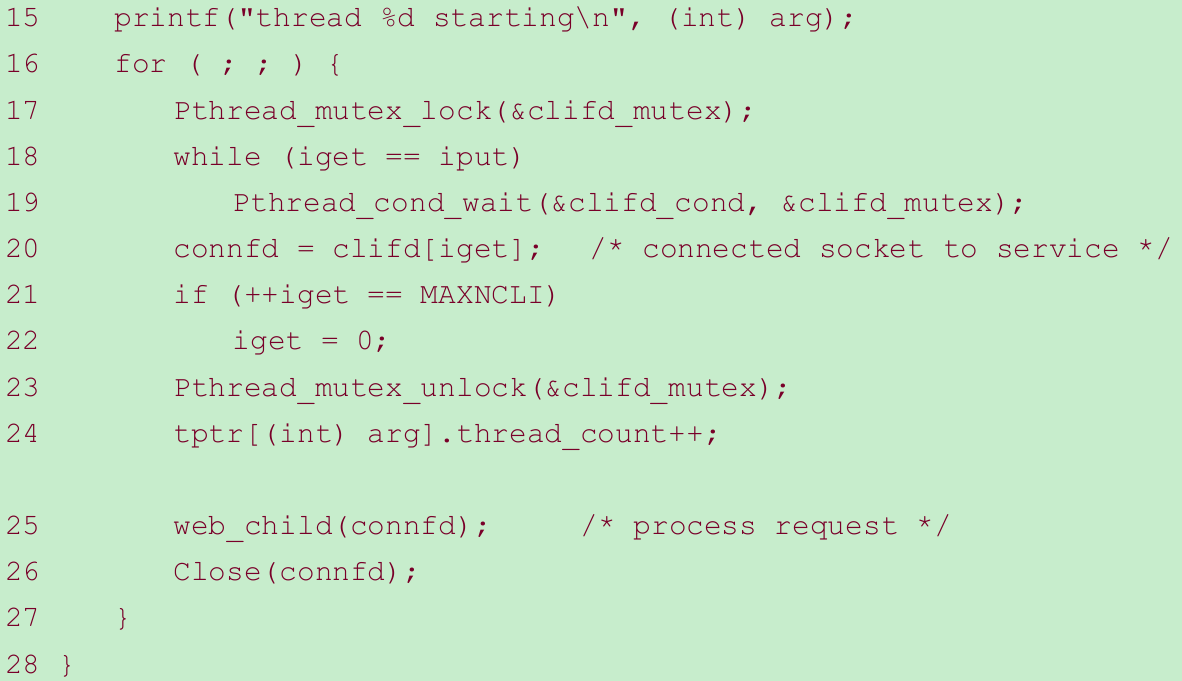 15 printf("thread %d starting\n", (int) arg);
16 for ( ; ; ) {
17 Pthread_mutex_lock(&clifd_mutex);
18 while (iget == iput)
19 Pthread_cond_wait(&clifd_cond, &clifd_mutex);
20 connfd = clifd[iget]; /* connected socket to service */
21 if (++iget == MAXNCLI)
22 iget = 0;
23 Pthread_mutex_unlock(&clifd_mutex);
24 tptr[(int) arg].thread_count++;
25 web_child(connfd); /* process request */
26 Close(connfd);
27 }
28 }